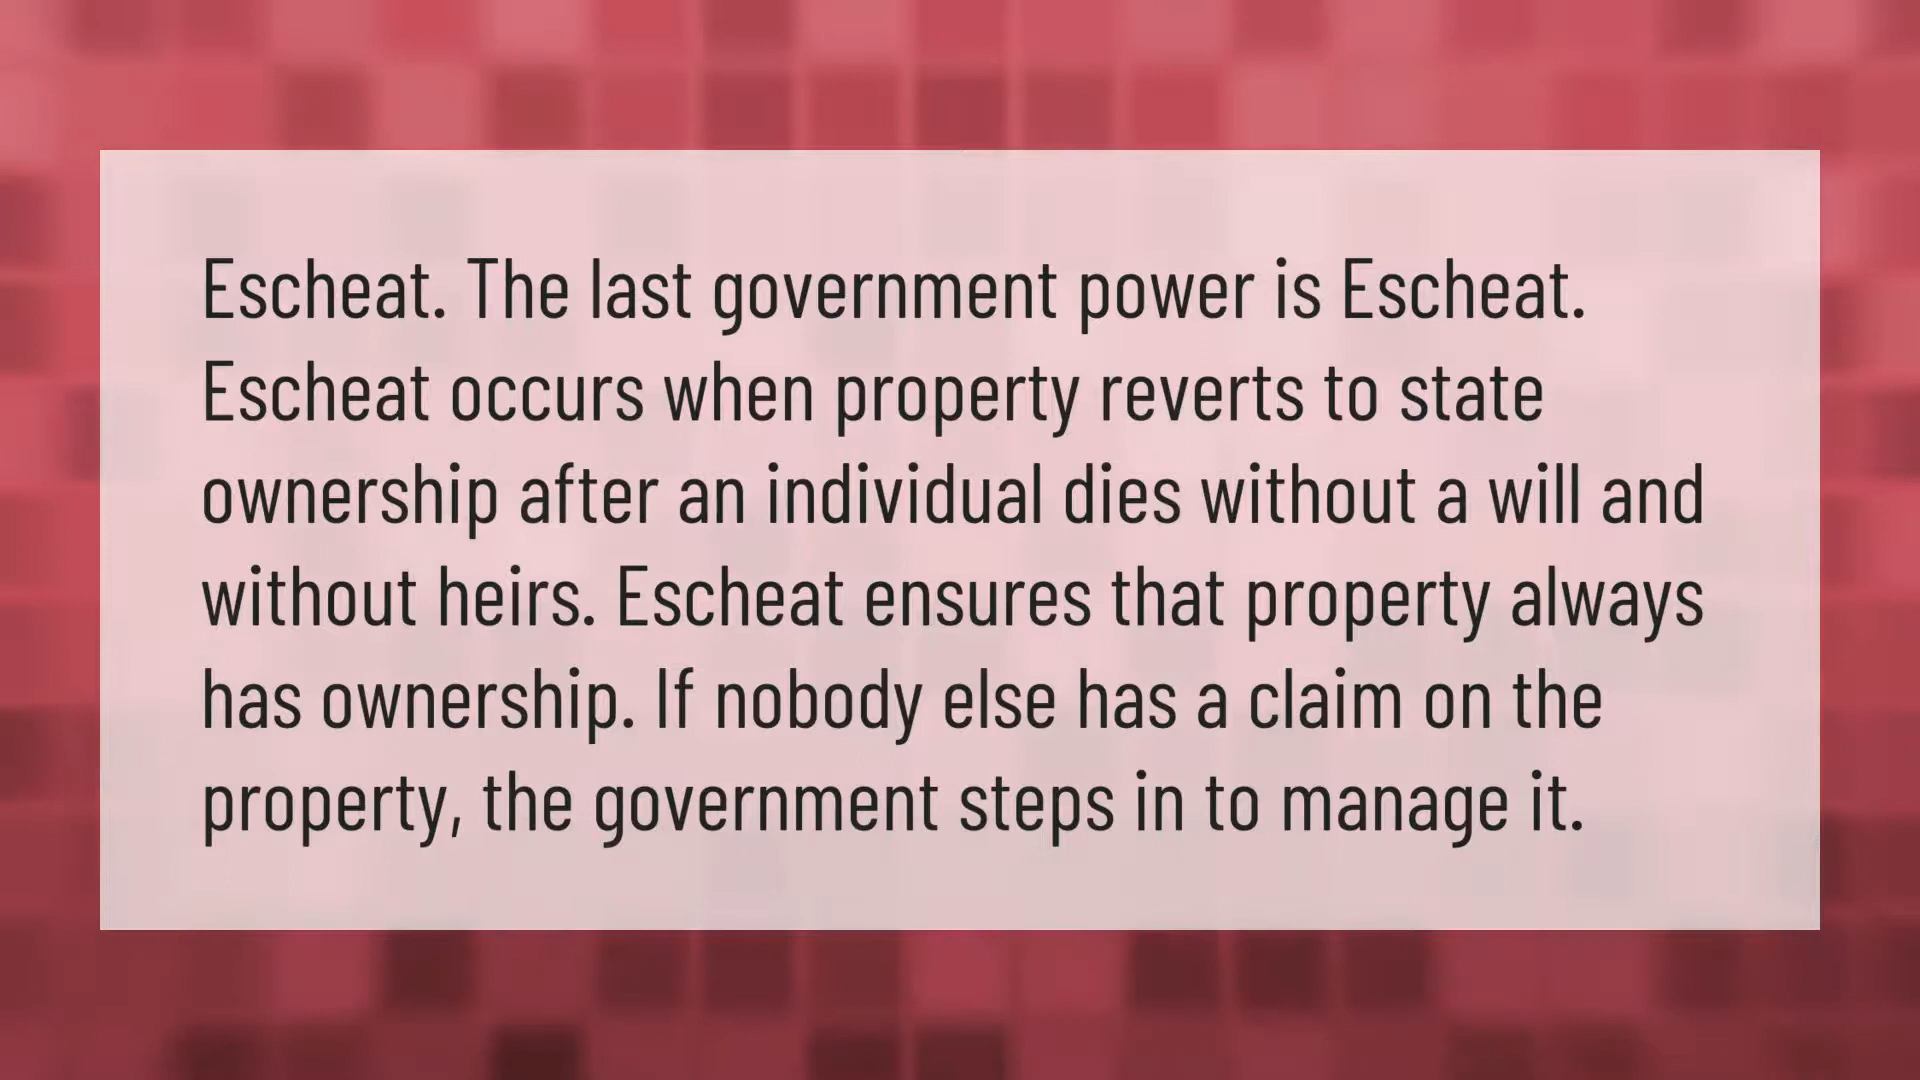 Escheat. The last government power is Escheat.
Escheat occurs when property reverts to state
ownership after an individual dies without a will and
without heirs. Escheat ensures that property always
has ownership. If nobody else has a claim on the
property, the government steps in to manage it.